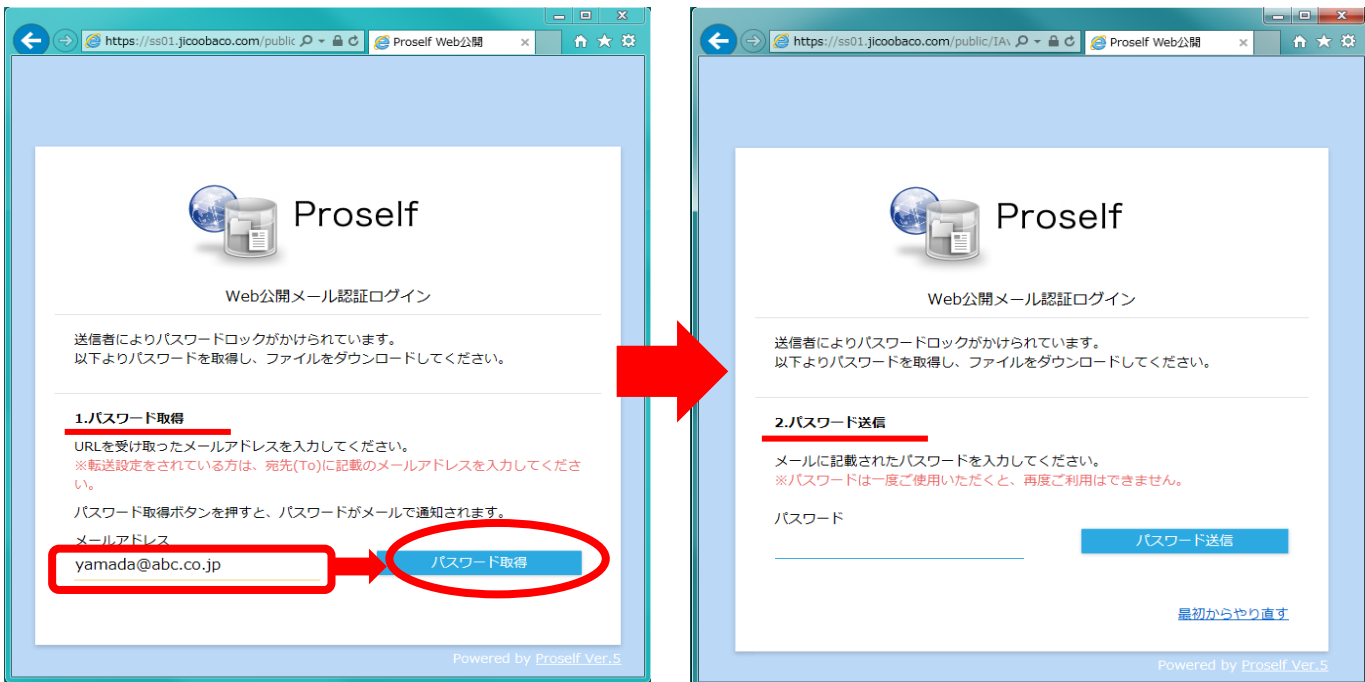 https://ss01.jicoobaco.com/public
Proself Web公開
Proself
Web公開メール認証ログイン
送信者によりパスワードロックがかけられています。
以下よりパスワードを取得し、ファイルをダウンロードしてください。
1.パスワード取得
URLを受け取ったメールアドレスを入力してください。
※転送設定をされている方は、宛先(To)に記載のメールアドレスを入力してくださ
い。
パスワード取得ボタンを押すと、パスワードがメールで通知されます。
メールアドレス
yamada@abc.co.jp
パスワード取得
Powered by Proself Ver.5
https://ss01.jicoobaco.com/public/IA
Proself Web公開
Proself
Web公開メール認証ログイン
送信者によりパスワードロックがかけられています。
以下よりパスワードを取得し、ファイルをダウンロードしてください。
2.パスワード送信
メールに記載されたパスワードを入力してください。
※パスワードは一度ご使用いただくと、再度ご利用はできません。
パスワード
パスワード送信
最初からやり直す
Powered by Proself Ver.5